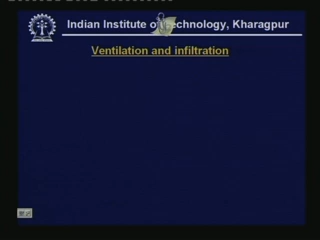 Indian Institute of Technology, Kharagpur
Ventilation and infiltration